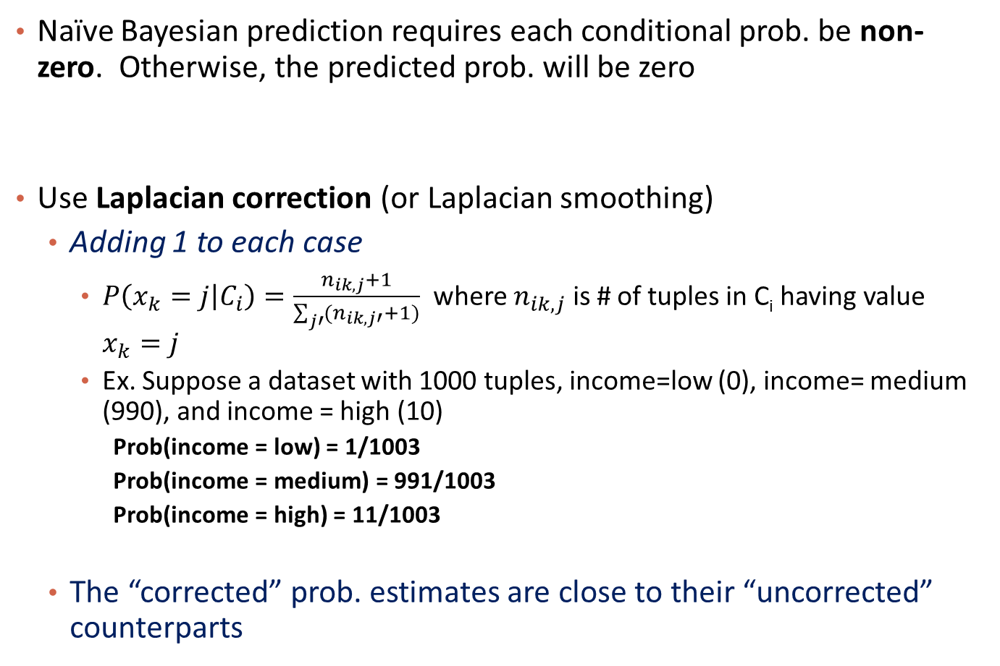 • Naïve Bayesian prediction requires each conditional prob. be non-
zero.  Otherwise, the predicted prob. will be zero
• Use Laplacian correction (or Laplacian smoothing)
• Adding 1 to each case
• $P(x_k = j|C_i) = \frac{n_{ik,j}+1}{\sum_{j'}(n_{ik,j'}+1)}$ where $n_{ik,j}$ is # of tuples in C_i having value
$x_k = j$
• Ex. Suppose a dataset with 1000 tuples, income=low (0), income= medium
(990), and income = high (10)
Prob(income = low) = 1/1003
Prob(income = medium) = 991/1003
Prob(income = high) = 11/1003
• The “corrected” prob. estimates are close to their “uncorrected”
counterparts